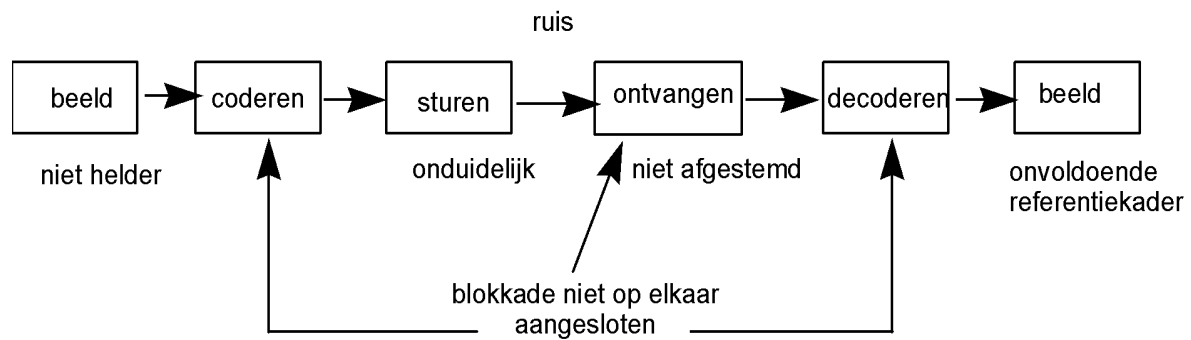 ruis
beeld
coderen
sturen
ontvangen
decoderen
beeld
niet helder
onduidelijk
niet afgestemd
onvoldoende
referentiekader
blokkade niet op elkaar
aangesloten